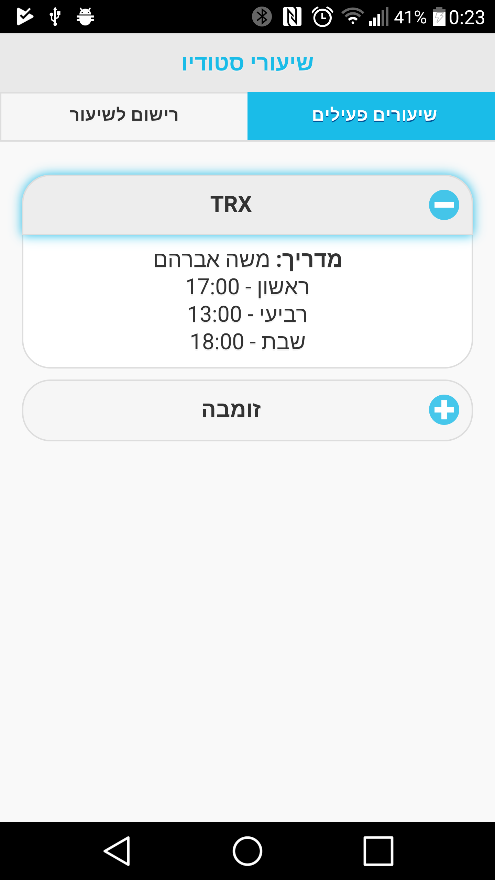 41% 0:23
שיעורי סטודיו
שיעורים פעילים
רישום לשיעור
TRX
מדריך: משה אברהם
ראשון - 17:00
רביעי - 13:00
שבת - 18:00
זומבה